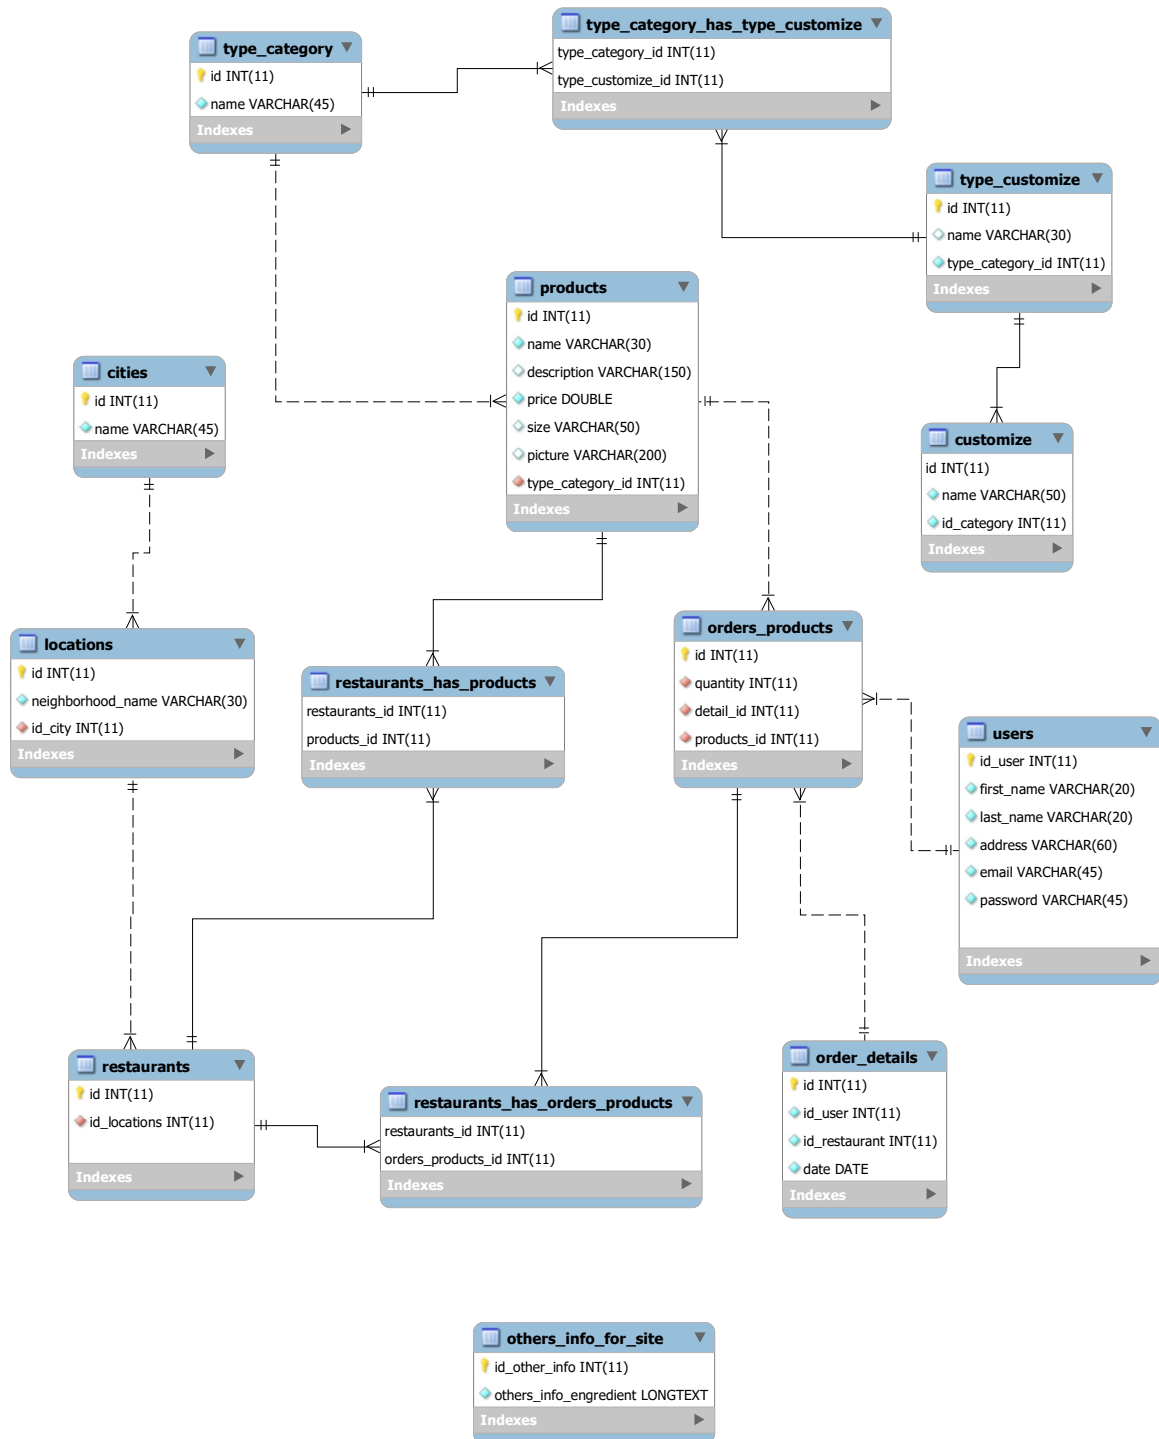 type_category
id INT(11)
name VARCHAR(45)
Indexes
type_category_has_type_customize
type_category_id INT(11)
type_customize_id INT(11)
Indexes
type_customize
id INT(11)
name VARCHAR(30)
type_category_id INT(11)
Indexes
products
id INT(11)
name VARCHAR(30)
description VARCHAR(150)
price DOUBLE
size VARCHAR(50)
picture VARCHAR(200)
type_category_id INT(11)
Indexes
cities
id INT(11)
name VARCHAR(45)
Indexes
customize
id INT(11)
name VARCHAR(50)
id_category INT(11)
Indexes
locations
id INT(11)
neighborhood_name VARCHAR(30)
id_city INT(11)
Indexes
restaurants_has_products
restaurants_id INT(11)
products_id INT(11)
Indexes
orders_products
id INT(11)
quantity INT(11)
detail_id INT(11)
products_id INT(11)
Indexes
users
id_user INT(11)
first_name VARCHAR(20)
last_name VARCHAR(20)
address VARCHAR(60)
email VARCHAR(45)
password VARCHAR(45)
Indexes
restaurants
id INT(11)
id_locations INT(11)
Indexes
restaurants_has_orders_products
restaurants_id INT(11)
orders_products_id INT(11)
Indexes
order_details
id INT(11)
id_user INT(11)
id_restaurant INT(11)
date DATE
Indexes
others_info_for_site
id_other_info INT(11)
others_info_engredient LONGTEXT
Indexes